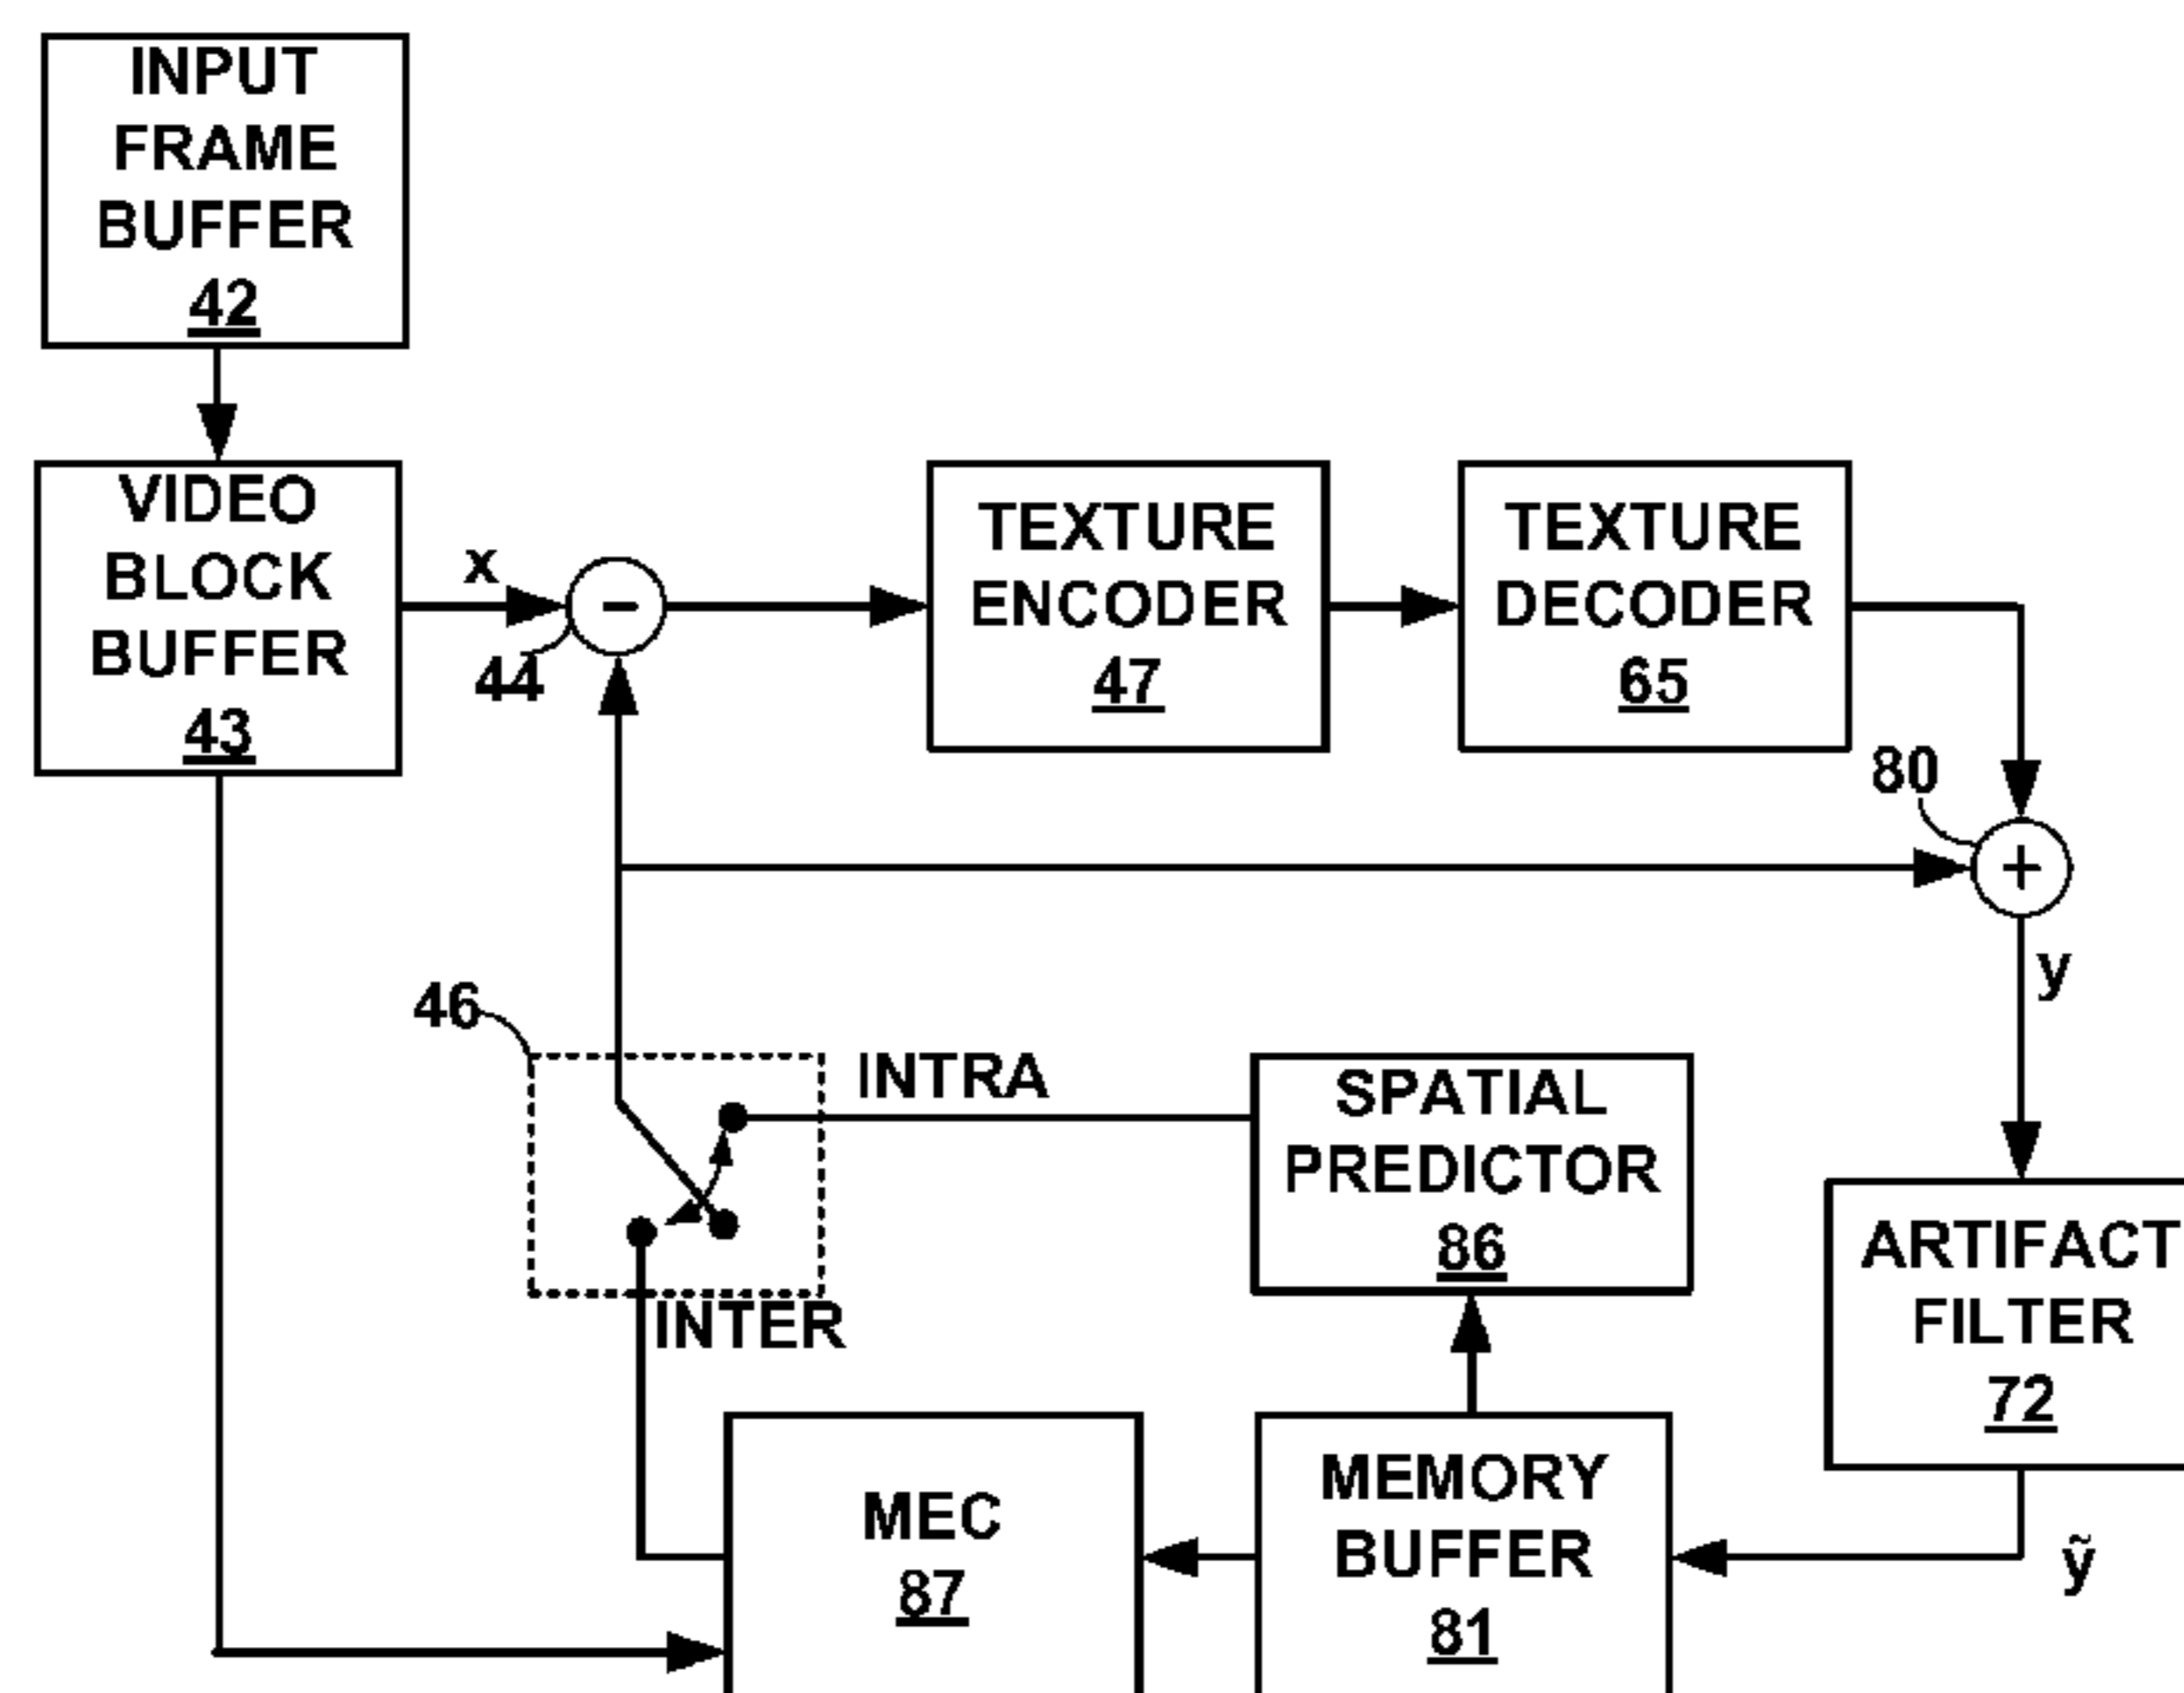 INPUT
FRAME
BUFFER
42
VIDEO
BLOCK
BUFFER
43
x
44
TEXTURE
ENCODER
47
TEXTURE
DECODER
65
80
y
46
INTRA
INTER
SPATIAL
PREDICTOR
86
ARTIFACT
FILTER
72
MEC
87
MEMORY
BUFFER
81
ỹ